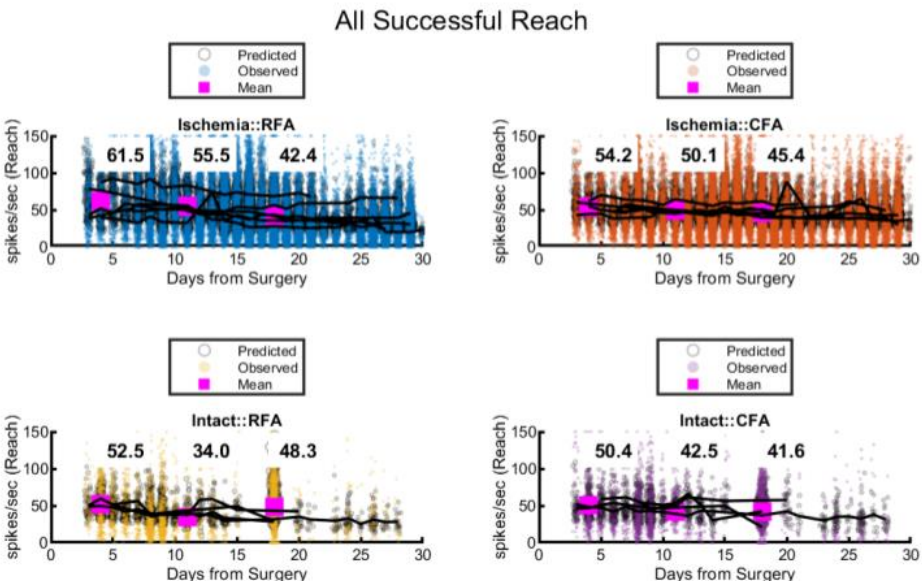 All Successful Reach
Predicted
Observed
Mean
Ischemia::RFA
150
100
50
0
spikes/sec (Reach)
61.5 55.5 42.4
0 5 10 15 20 25 30
Days from Surgery
Predicted
Observed
Mean
Ischemia::CFA
150
100
50
0
spikes/sec (Reach)
54.2 50.1 45.4
0 5 10 15 20 25 30
Days from Surgery
Predicted
Observed
Mean
Intact::RFA
150
100
50
0
spikes/sec (Reach)
52.5 34.0 48.3
0 5 10 15 20 25 30
Days from Surgery
Predicted
Observed
Mean
Intact::CFA
150
100
50
0
spikes/sec (Reach)
50.4 42.5 41.6
0 5 10 15 20 25 30
Days from Surgery